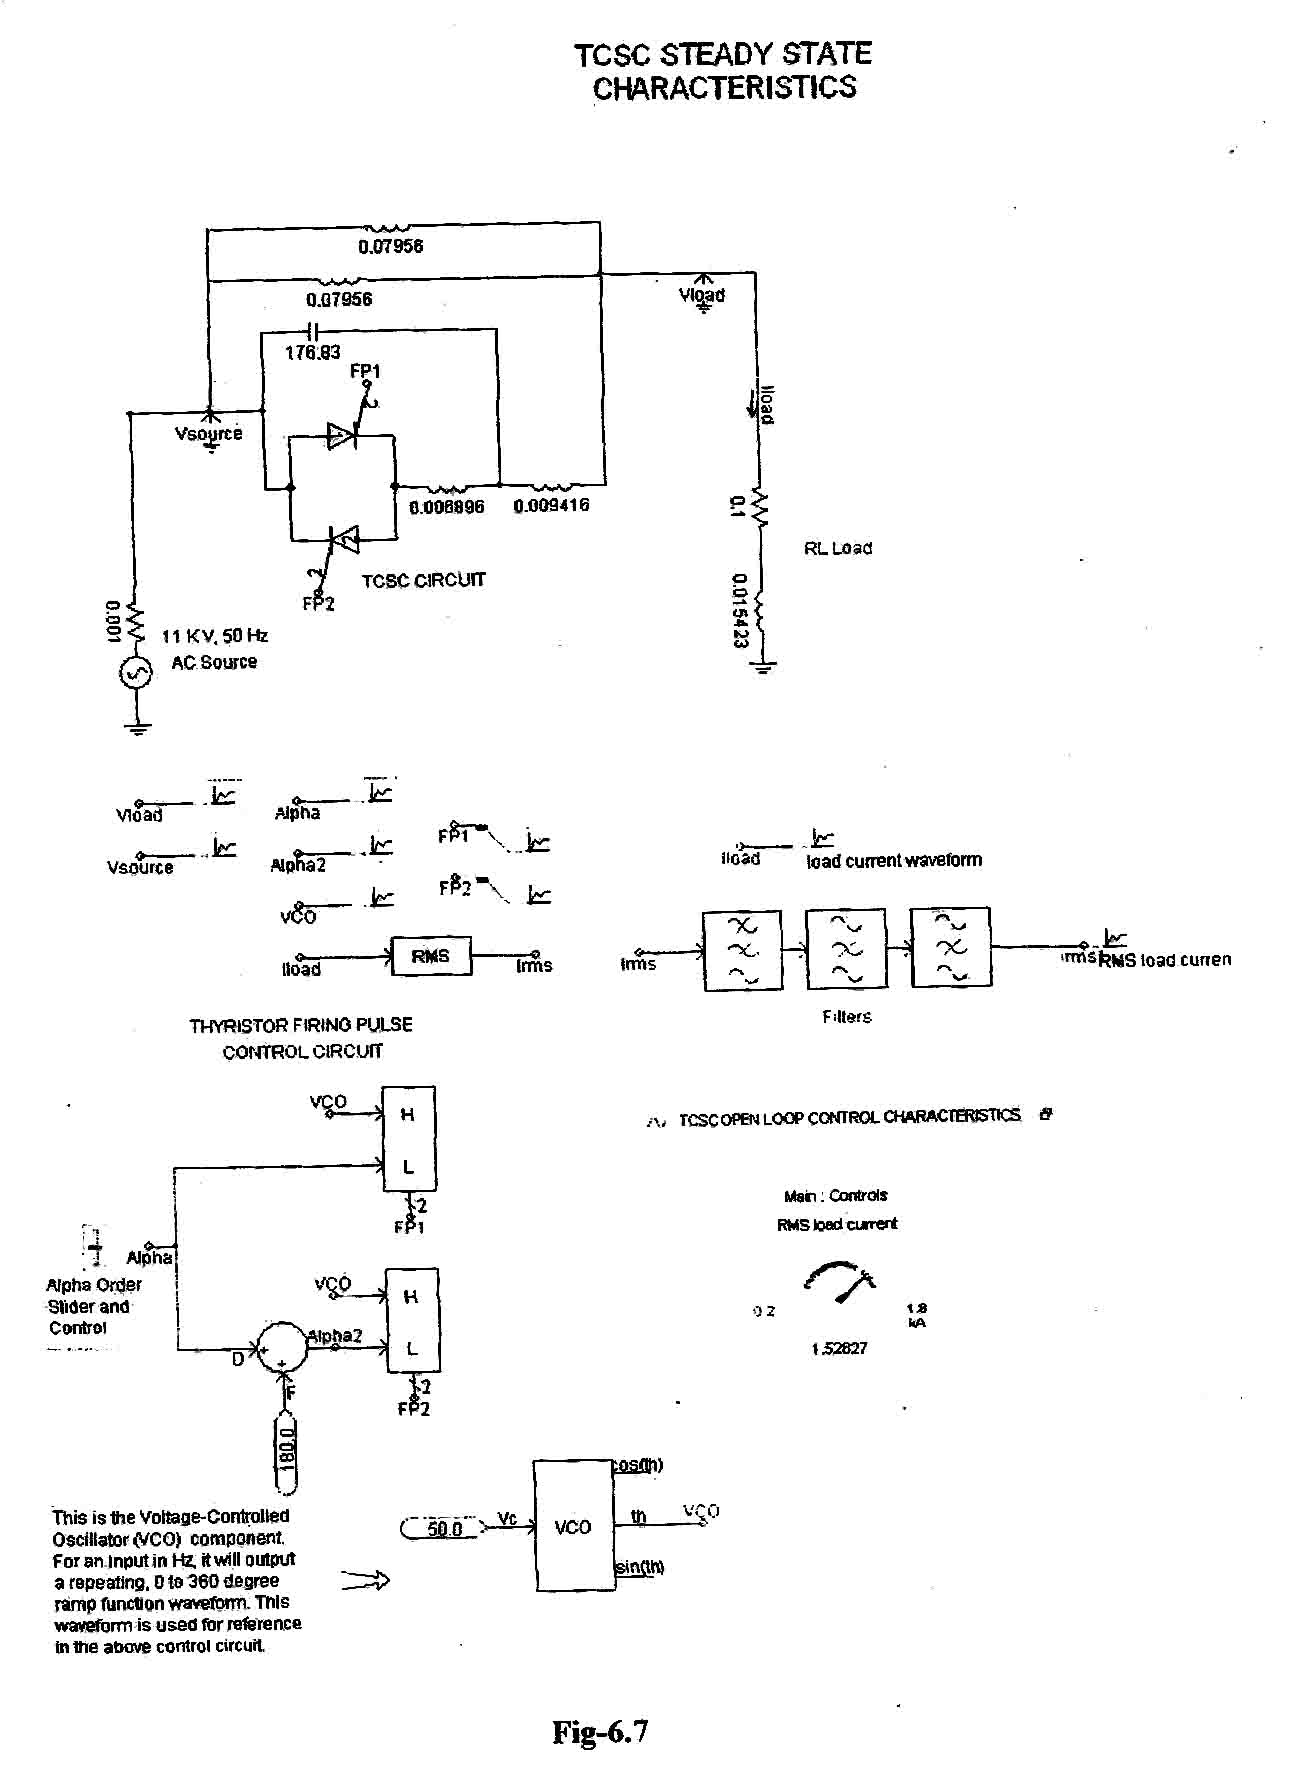 TCSC STEADY STATE
CHARACTERISTICS
0.07956
0.07956
Vload
176.83
FP1
2
Iload
Vsource
1
0.006896
0.009416
0.1
RL Load
2
2
FP2
TCSC CIRCUIT
0.015423
0.001
11 KV, 50 Hz
AC Source
Vload
Alpha
FP1
Iload
load current waveform
Vsource
Alpha2
FP2
VCO
Iload
RMS
Irms
Irms
Irms
RMS load curren
Filters
THYRISTOR FIRING PULSE
CONTROL CIRCUIT
VCO
H
L
2
FP1
TCSC OPEN LOOP CONTROL CHARACTERISTICS
Main : Controls
RMS load current
0.2
1.8
kA
1.52827
Alpha
Alpha Order
Slider and
Control
VCO
H
Alpha2
L
D
+
+
F
2
FP2
180.0
This is the Voltage-Controlled
Oscillator (VCO) component.
For an input in Hz, it will output
a repeating, 0 to 360 degree
ramp function waveform. This
waveform is used for reference
in the above control circuit.
50.0
Vc
VCO
cos(th)
th
VCO
sin(th)
Fig-6.7